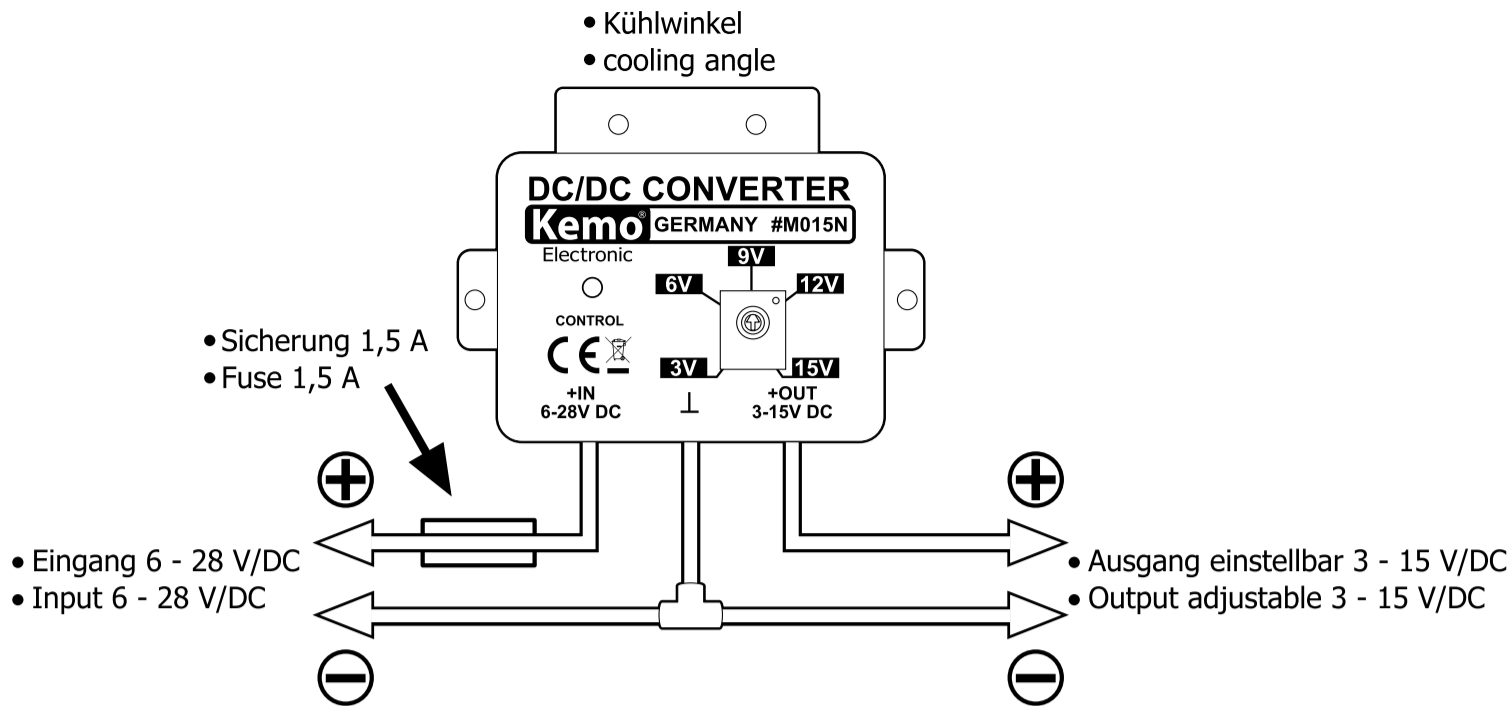 • Kühlwinkel
• cooling angle
DC/DC CONVERTER
Kemo® GERMANY #M015N
Electronic
9V
6V
12V
CONTROL
CE
3V
15V
+IN
6-28V DC
+OUT
3-15V DC
• Sicherung 1,5 A
• Fuse 1,5 A
• Eingang 6 - 28 V/DC
• Input 6 - 28 V/DC
• Ausgang einstellbar 3 - 15 V/DC
• Output adjustable 3 - 15 V/DC